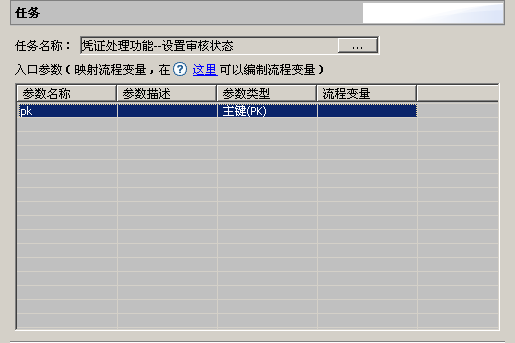 任务
任务名称： 凭证处理功能--设置审核状态 ...
入口参数（映射流程变量，在 ? 这里 可以编制流程变量）
参数名称 参数描述 参数类型 流程变量
pk 主键(PK)